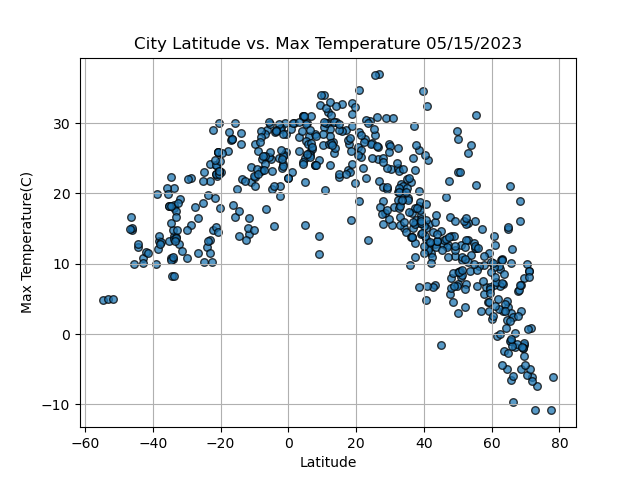 City Latitude vs. Max Temperature 05/15/2023
Max Temperature(C)
30
20
10
0
−10
−60 −40 −20 0 20 40 60 80
Latitude